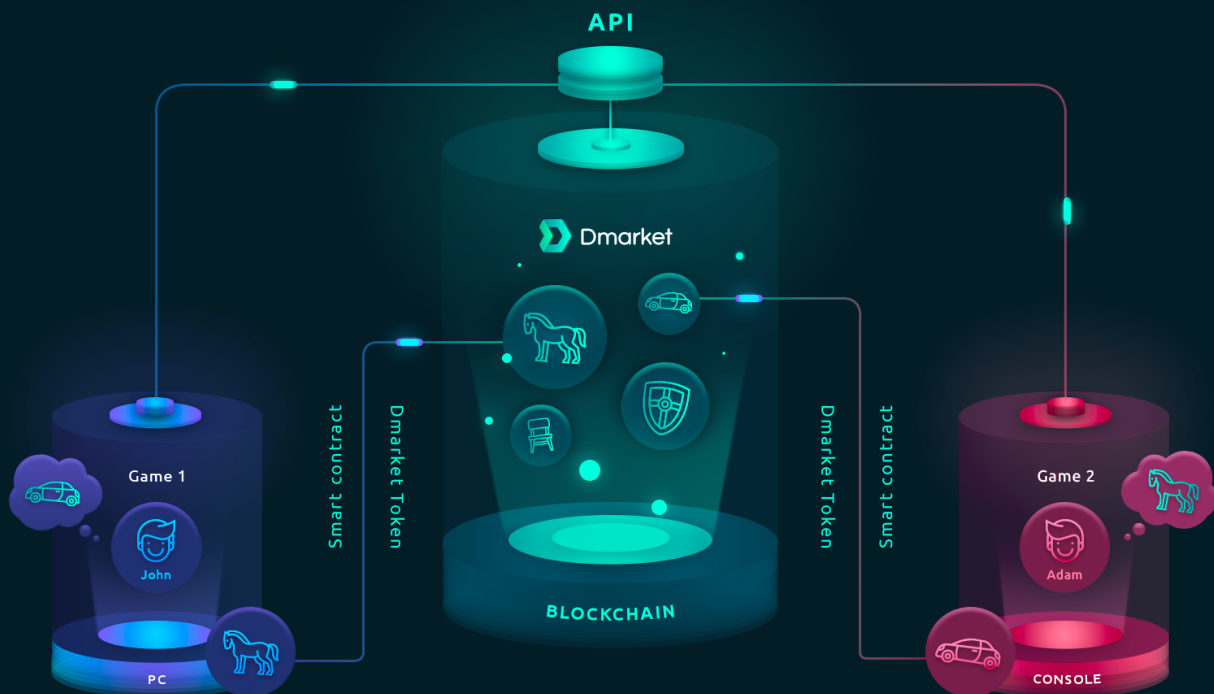 API
Dmarket
Smart contract
Dmarket Token
Dmarket Token
Smart contract
Game 1
John
PC
BLOCKCHAIN
Game 2
Adam
CONSOLE